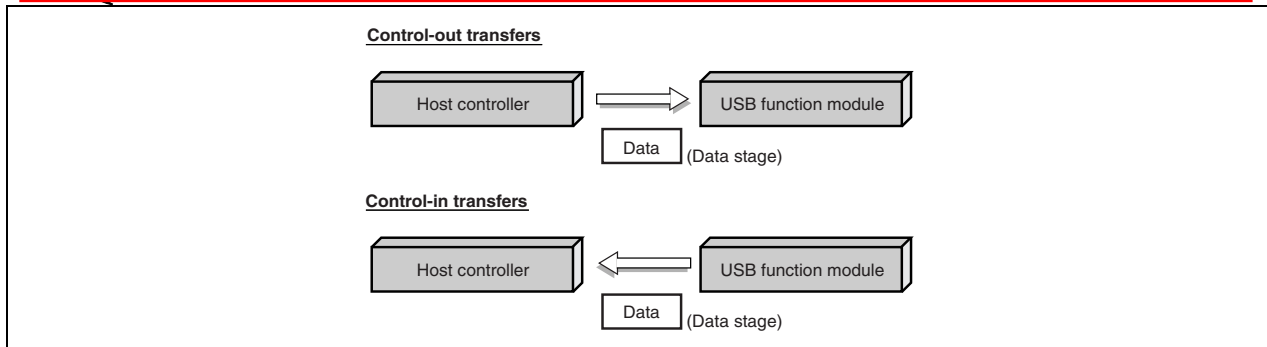 Control-out transfers
Host controller
USB function module
Data
(Data stage)
Control-in transfers
Host controller
USB function module
Data
(Data stage)